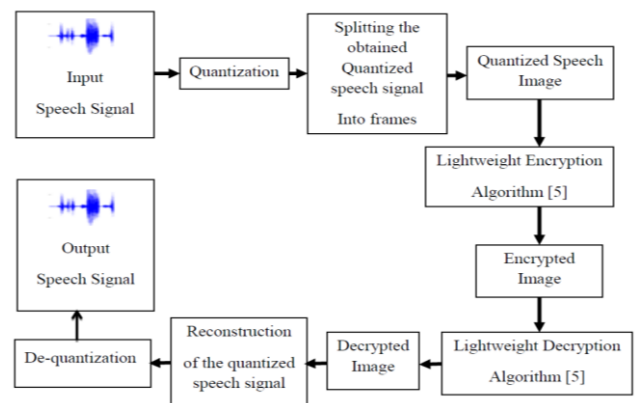 Input
Speech Signal
Quantization
Splitting the
obtained
Quantized
speech signal
Into frames
Quantized Speech
Image
Lightweight Encryption
Algorithm [5]
Encrypted
Image
Lightweight Decryption
Algorithm [5]
Decrypted
Image
Reconstruction
of the quantized
speech signal
De-quantization
Output
Speech Signal